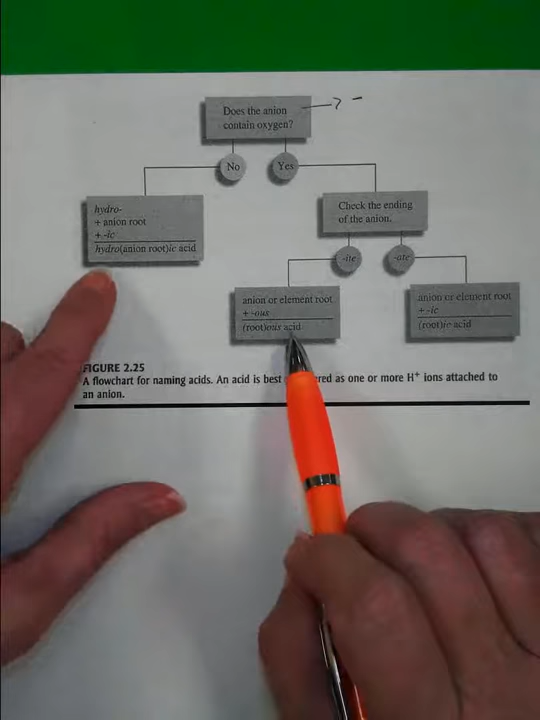 Does the anion
contain oxygen?
No
Yes
hydro-
+ anion root
+ -ic
hydro(anion root)ic acid
Check the ending
of the anion.
-ite
-ate
anion or element root
+ -ous
(root)ous acid
anion or element root
+ -ic
(root)ic acid
FIGURE 2.25
A flowchart for naming acids. An acid is best ered as one or more H⁺ ions attached to
an anion.